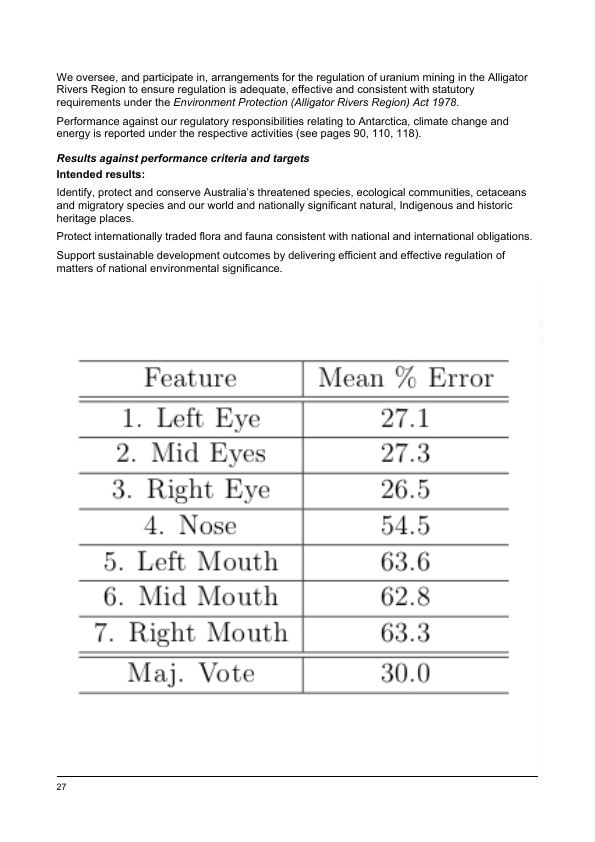 We oversee, and participate in, arrangements for the regulation of uranium mining in the Alligator
Rivers Region to ensure regulation is adequate, effective and consistent with statutory
requirements under the Environment Protection (Alligator Rivers Region) Act 1978.
Performance against our regulatory responsibilities relating to Antarctica, climate change and
energy is reported under the respective activities (see pages 90, 110, 118).
Results against performance criteria and targets
Intended results:
Identify, protect and conserve Australia's threatened species, ecological communities, cetaceans
and migratory species and our world and nationally significant natural, Indigenous and historic
heritage places.
Protect internationally traded flora and fauna consistent with national and international obligations.
Support sustainable development outcomes by delivering efficient and effective regulation of
matters of national environmental significance.
Feature Mean % Error
1. Left Eye 27.1
2. Mid Eyes 27.3
3. Right Eye 26.5
4. Nose 54.5
5. Left Mouth 63.6
6. Mid Mouth 62.8
7. Right Mouth 63.3
Maj. Vote 30.0
27